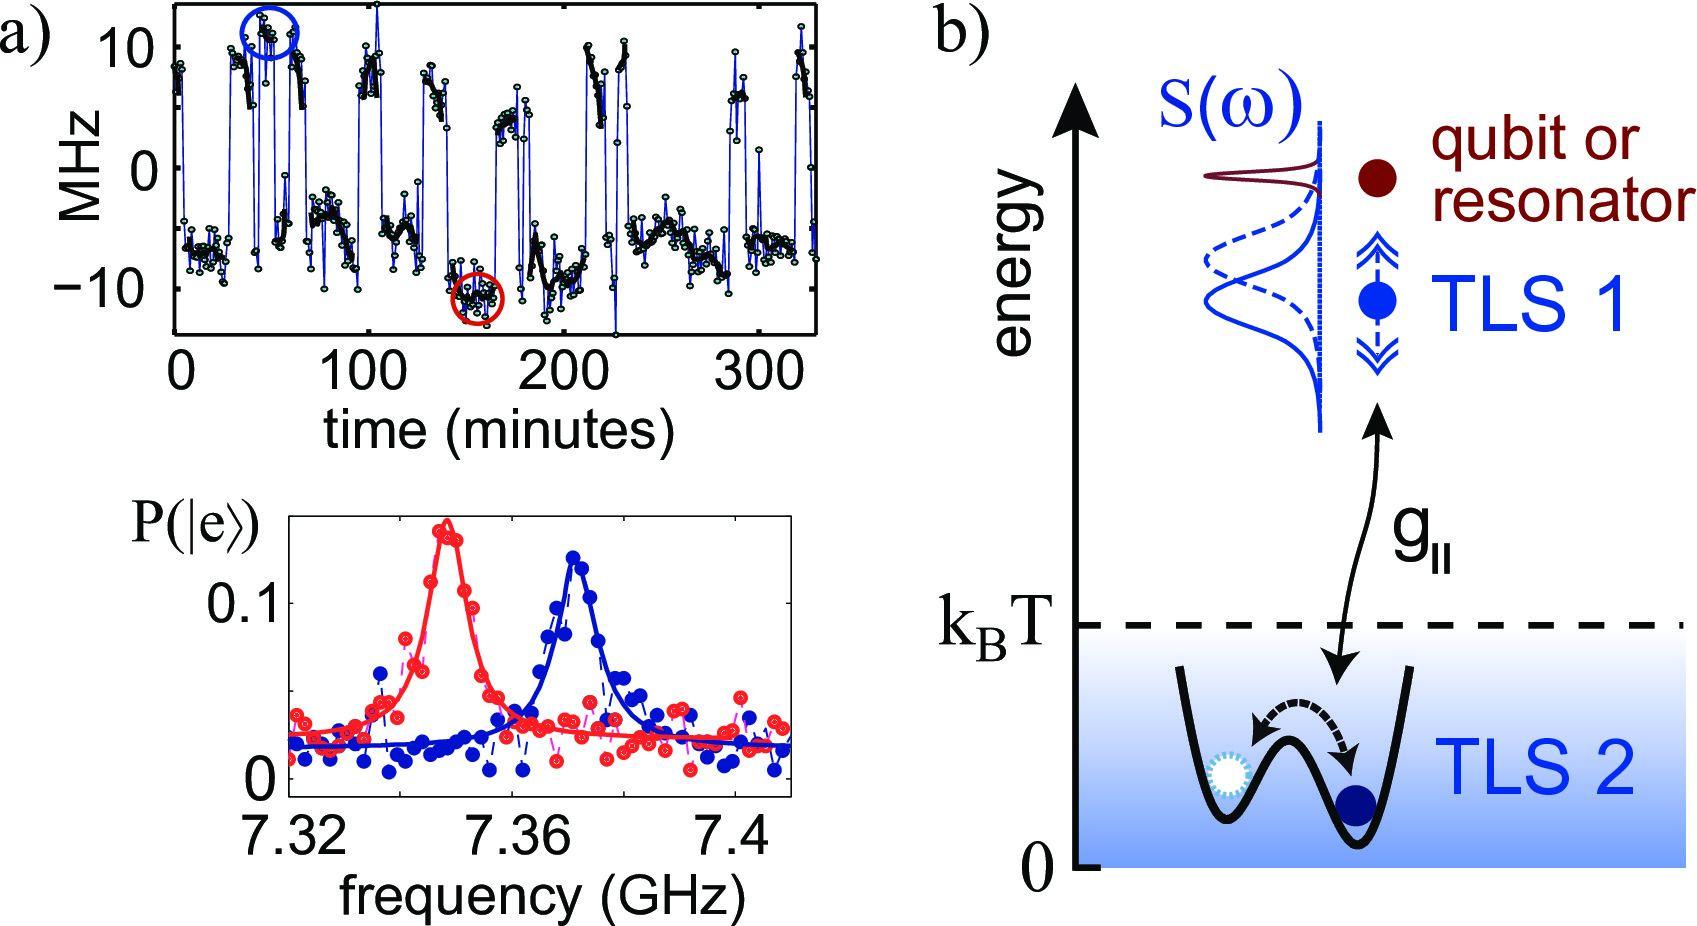 a)
MHz
10
0
−10
0 100 200 300
time (minutes)
P(|e⟩)
0.1
0
7.32 7.36 7.4
frequency (GHz)
b)
energy
S(ω)
qubit or
resonator
TLS 1
g||
kBT
TLS 2
0